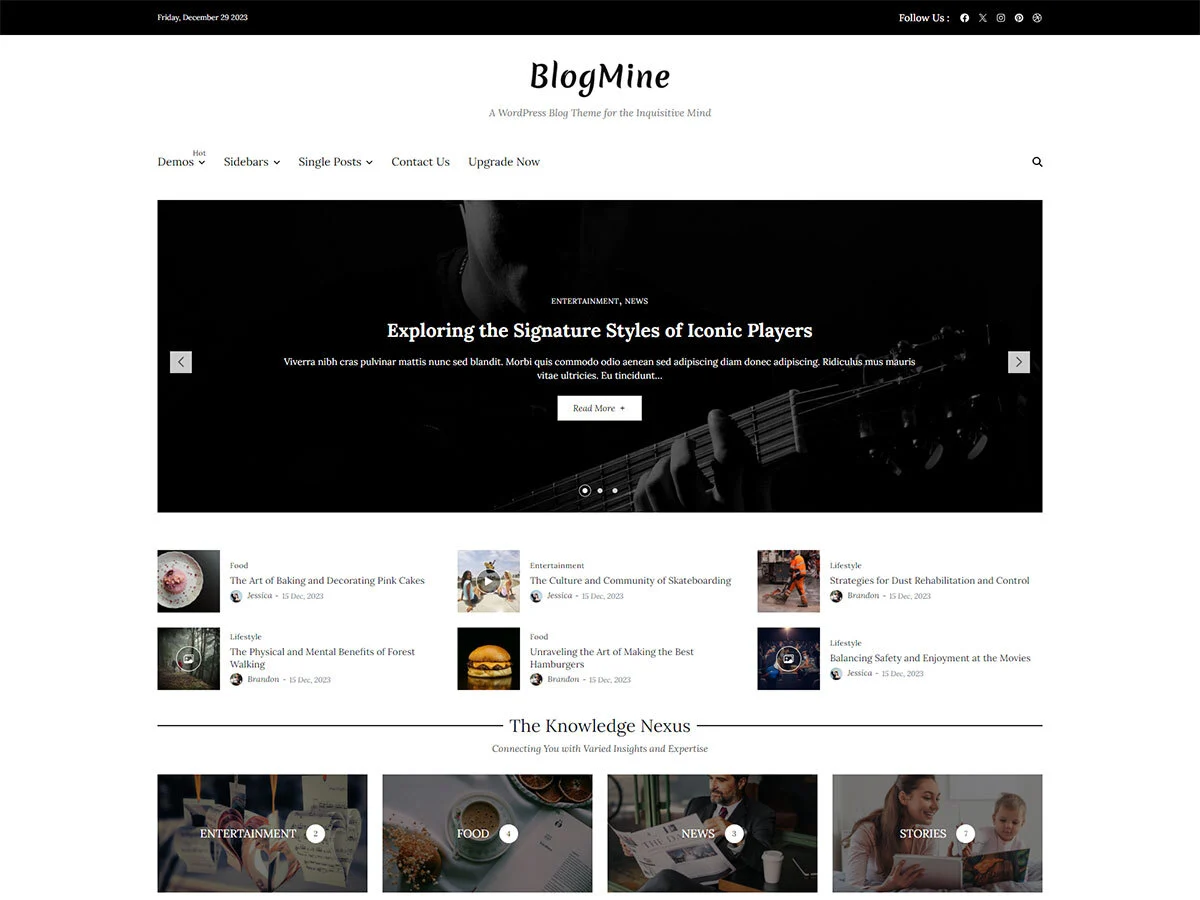 Friday, December 29 2023
Follow Us :
BlogMine
A WordPress Blog Theme for the Inquisitive Mind
Hot
Demos Sidebars Single Posts Contact Us Upgrade Now
ENTERTAINMENT, NEWS
Exploring the Signature Styles of Iconic Players
Viverra nibh cras pulvinar mattis nunc sed blandit. Morbi quis commodo odio aenean sed adipiscing diam donec adipiscing. Ridiculus mus mauris
vitae ultricies. Eu tincidunt...
Read More +
Food
The Art of Baking and Decorating Pink Cakes
Jessica - 15 Dec, 2023
Entertainment
The Culture and Community of Skateboarding
Jessica - 15 Dec, 2023
Lifestyle
Strategies for Dust Rehabilitation and Control
Brandon - 15 Dec, 2023
Lifestyle
The Physical and Mental Benefits of Forest
Walking
Brandon - 15 Dec, 2023
Food
Unraveling the Art of Making the Best
Hamburgers
Brandon - 15 Dec, 2023
Lifestyle
Balancing Safety and Enjoyment at the Movies
Jessica - 15 Dec, 2023
The Knowledge Nexus
Connecting You with Varied Insights and Expertise
ENTERTAINMENT 2
FOOD 4
NEWS 3
STORIES 7